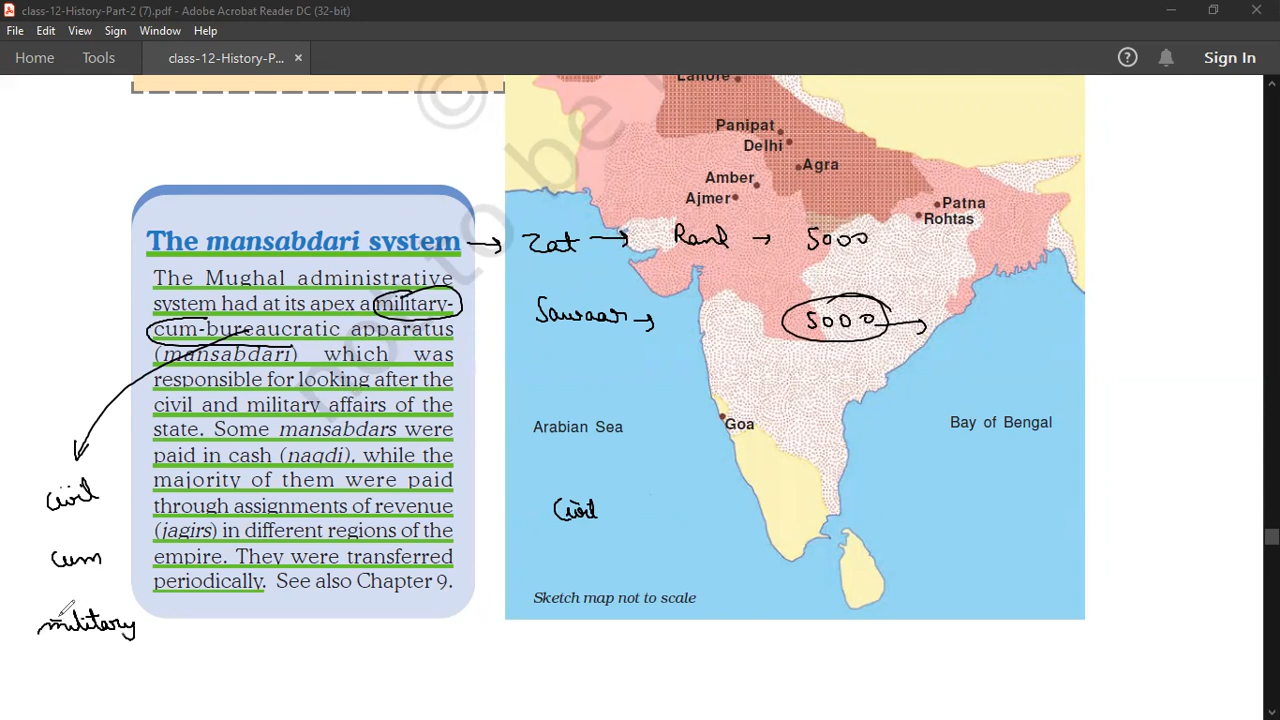 class-12-History-Part-2 (7).pdf - Adobe Acrobat Reader DC (32-bit)
File Edit View Sign Window Help
Home Tools class-12-History-P... × Sign In
Lahore
Panipat
Delhi
Agra
Amber
Ajmer
Patna
Rohtas
Goa
Arabian Sea
Bay of Bengal
Sketch map not to scale
© not to be
The mansabdari system
The Mughal administrative
system had at its apex a military-
cum-bureaucratic apparatus
(mansabdari) which was
responsible for looking after the
civil and military affairs of the
state. Some mansabdars were
paid in cash (naqdi), while the
majority of them were paid
through assignments of revenue
(jagirs) in different regions of the
empire. They were transferred
periodically. See also Chapter 9.
→ Zat → Rank → 5000
Sawaar → 5000 →
civil
cum
military
Civil